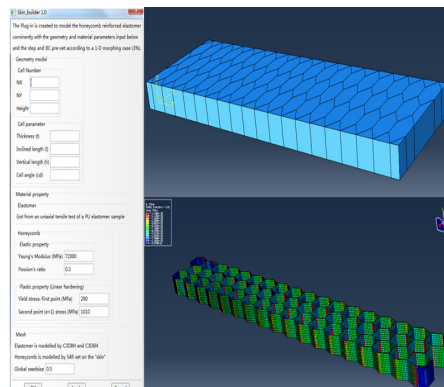 Skin_builder 1.0
The Plug-in is created to model the honeycomb reinforced elastomer
conviniently with the geometry and material parameters input below
and the step and BC pre-set according to a 1-D morphing case (3%).
Geometry model
Cell Number
NX
NY
Height
Cell parameter
Thickness (t)
Inclined length (l)
Vertical length (h)
Cell angle (cd)
Material property
Elastomer
Got from an uniaxial tensile test of a PU elastomer sample
Honeycomb
Elastic property
Young's Modulus (MPa) 72000
Possion's ratio 0.3
Plastic property (Linear hardening)
Yield stress: First point (MPa) 290
Second point (e=1) stress (MPa) 1010
Mesh
Elastomer is modelled by C3D8H and C3D6H
Honeycomb is modeled by S4R set on the "skin"
Global seedsize 0.5